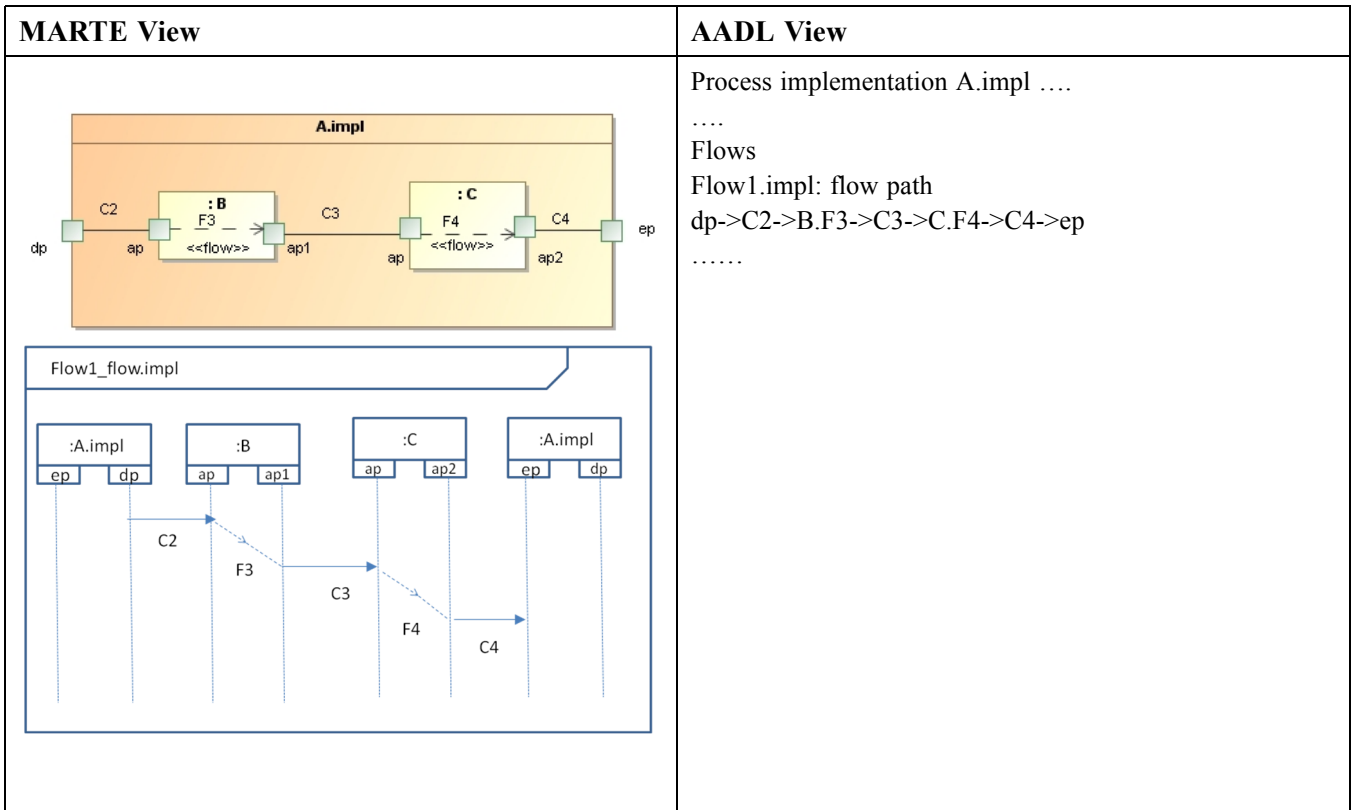 MARTE View
AADL View
A.impl
: B
: C
C2
F3
C3
F4
C4
<<flow>>
<<flow>>
dp
ap
ap1
ap
ap2
ep
Flow1_flow.impl
:A.impl
:B
:C
:A.impl
ep dp
ap ap1
ap ap2
ep dp
C2
F3
C3
F4
C4
Process implementation A.impl ….
….
Flows
Flow1.impl: flow path
dp->C2->B.F3->C3->C.F4->C4->ep
……